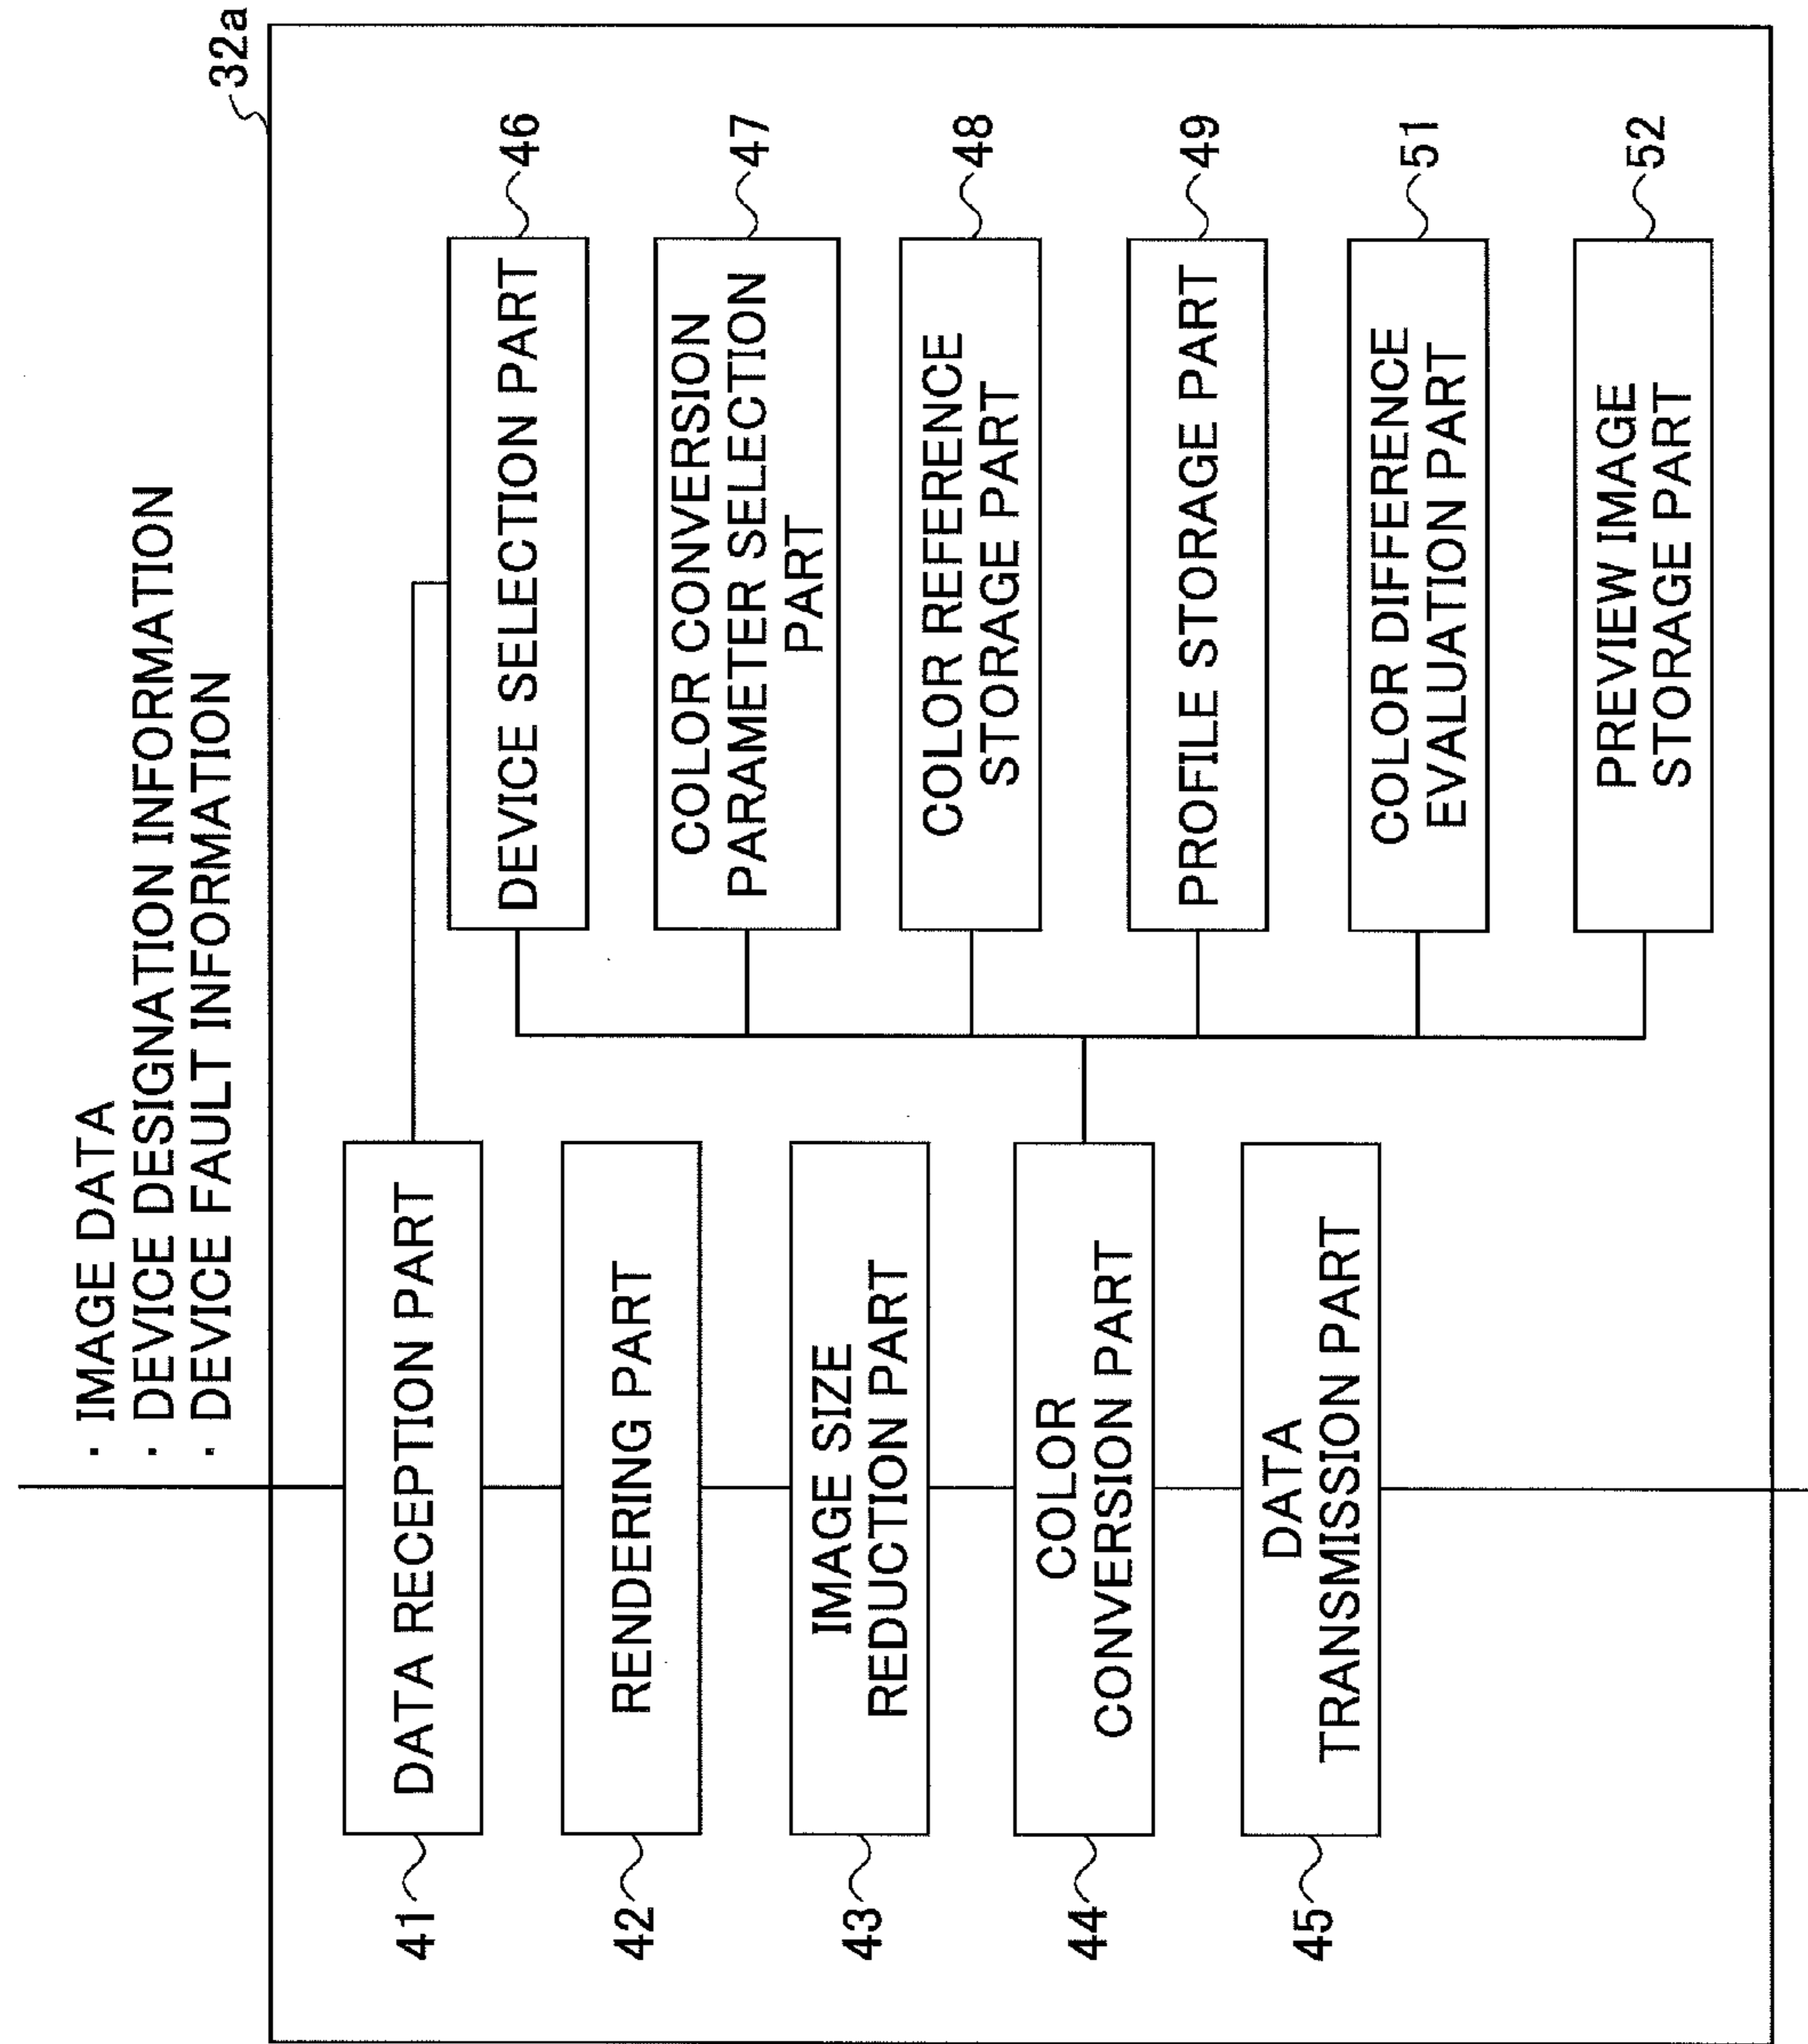 · IMAGE DATA
· DEVICE DESIGNATION INFORMATION
· DEVICE FAULT INFORMATION
32a
41
DATA RECEPTION PART
42
RENDERING PART
43
IMAGE SIZE
REDUCTION PART
44
COLOR
CONVERSION PART
45
DATA
TRANSMISSION PART
DEVICE SELECTION PART
46
COLOR CONVERSION
PARAMETER SELECTION
PART
47
COLOR REFERENCE
STORAGE PART
48
PROFILE STORAGE PART
49
COLOR DIFFERENCE
EVALUATION PART
51
PREVIEW IMAGE
STORAGE PART
52